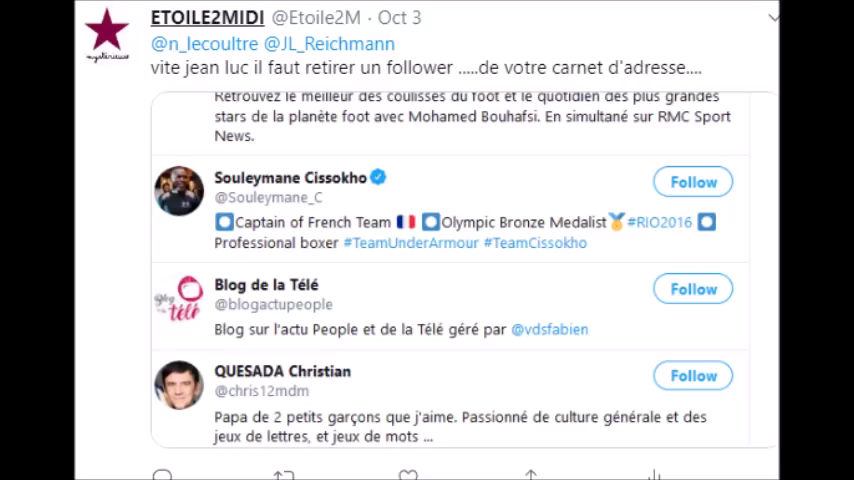 ETOILE2MIDI @Etoile2M · Oct 3
@n_lecoultre @JL_Reichmann
vite jean luc il faut retirer un follower .....de votre carnet d'adresse....
mystérieuse
Retrouvez le meilleur des coulisses du foot et le quotidien des plus grandes
stars de la planète foot avec Mohamed Bouhafsi. En simultané sur RMC Sport
News.
Souleymane Cissokho
Follow
@Souleymane_C
Captain of French Team 🇫🇷 Olympic Bronze Medalist🏅#RIO2016
Professional boxer #TeamUnderArmour #TeamCissokho
Blog de la Télé
Follow
@blogactupeople
Blog sur l'actu People et de la Télé géré par @vdsfabien
Blog
télé
QUESADA Christian
Follow
@chris12mdm
Papa de 2 petits garçons que j'aime. Passionné de culture générale et des
jeux de lettres, et jeux de mots ...